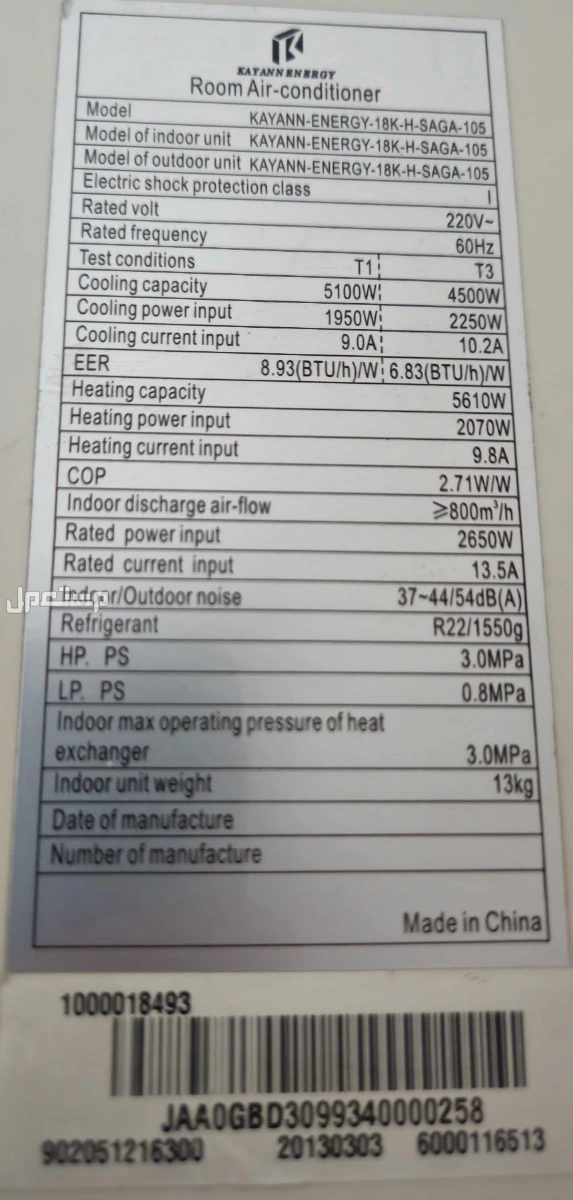 KAYANN ENERGY
Room Air-conditioner
Model KAYANN-ENERGY-18K-H-SAGA-105
Model of indoor unit KAYANN-ENERGY-18K-H-SAGA-105
Model of outdoor unit KAYANN-ENERGY-18K-H-SAGA-105
Electric shock protection class I
Rated volt 220V~
Rated frequency 60Hz
Test conditions T1 T3
Cooling capacity 5100W 4500W
Cooling power input 1950W 2250W
Cooling current input 9.0A 10.2A
EER 8.93(BTU/h)/W 6.83(BTU/h)/W
Heating capacity 5610W
Heating power input 2070W
Heating current input 9.8A
COP 2.71W/W
Indoor discharge air-flow ≥800m³/h
Rated power input 2650W
Rated current input 13.5A
Indoor/Outdoor noise 37~44/54dB(A)
Refrigerant R22/1550g
HP. PS 3.0MPa
LP. PS 0.8MPa
Indoor max operating pressure of heat
exchanger 3.0MPa
Indoor unit weight 13kg
Date of manufacture
Number of manufacture
Made in China
1000018493
JAA0GBD3099340000258
902051216300 20130303 6000116513